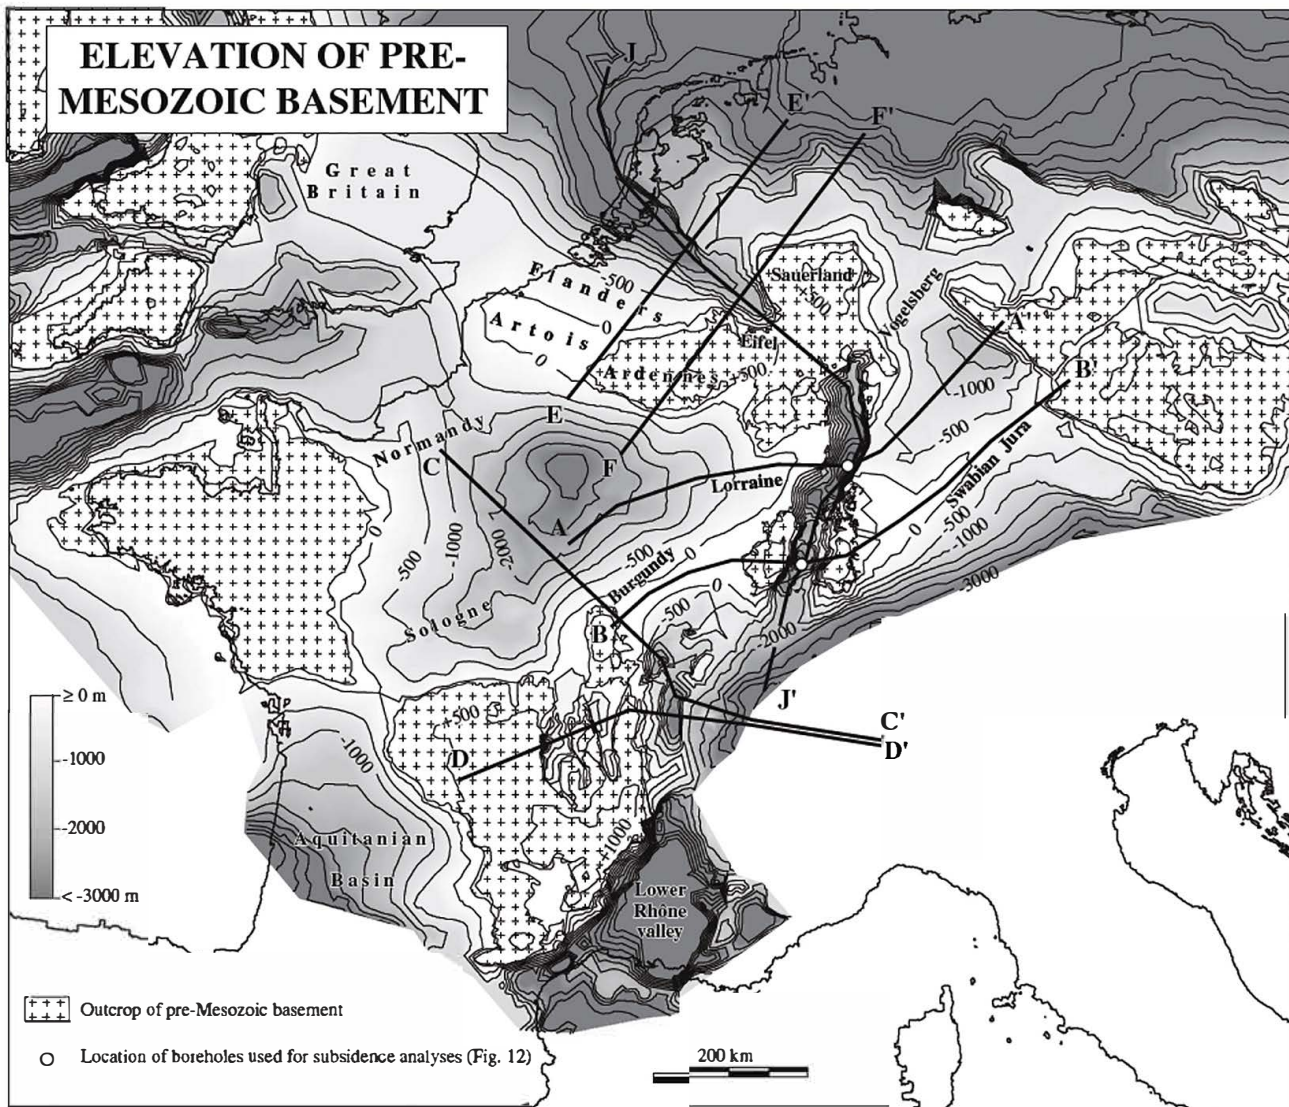 ELEVATION OF PRE-
MESOZOIC BASEMENT
J
E'
F'
Great
Britain
Flanders
-500
Sauerland
+500
Vogelsberg
A'
Artois
0
0
Eifel
Ardennes
+500
-1000
B'
E
Normandy
C
F
-500
Swabian Jura
Lorraine
A
0
-500
-1000
-2000
-500
0
-500
-1000
Burgundy
-3000
Sologne
-500
0
B
-2000
≥ 0 m
-1000
-2000
< -3000 m
+500
J'
C'
D'
D
-1000
Aquitanian
Basin
+1000
Lower
Rhône
valley
Outcrop of pre-Mesozoic basement
Location of boreholes used for subsidence analyses (Fig. 12)
200 km